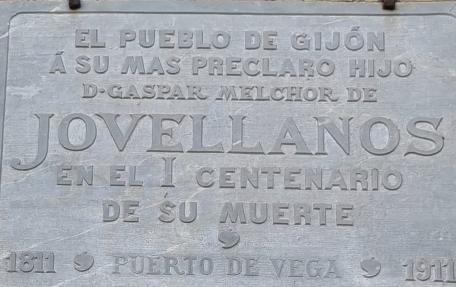 EL PUEBLO DE GIJÓN
Á SU MAS PRECLARO HIJO
D·GASPAR MELCHOR DE
JOVELLANOS
EN EL I CENTENARIO
DE SU MUERTE
1811 PUERTO DE VEGA 1911